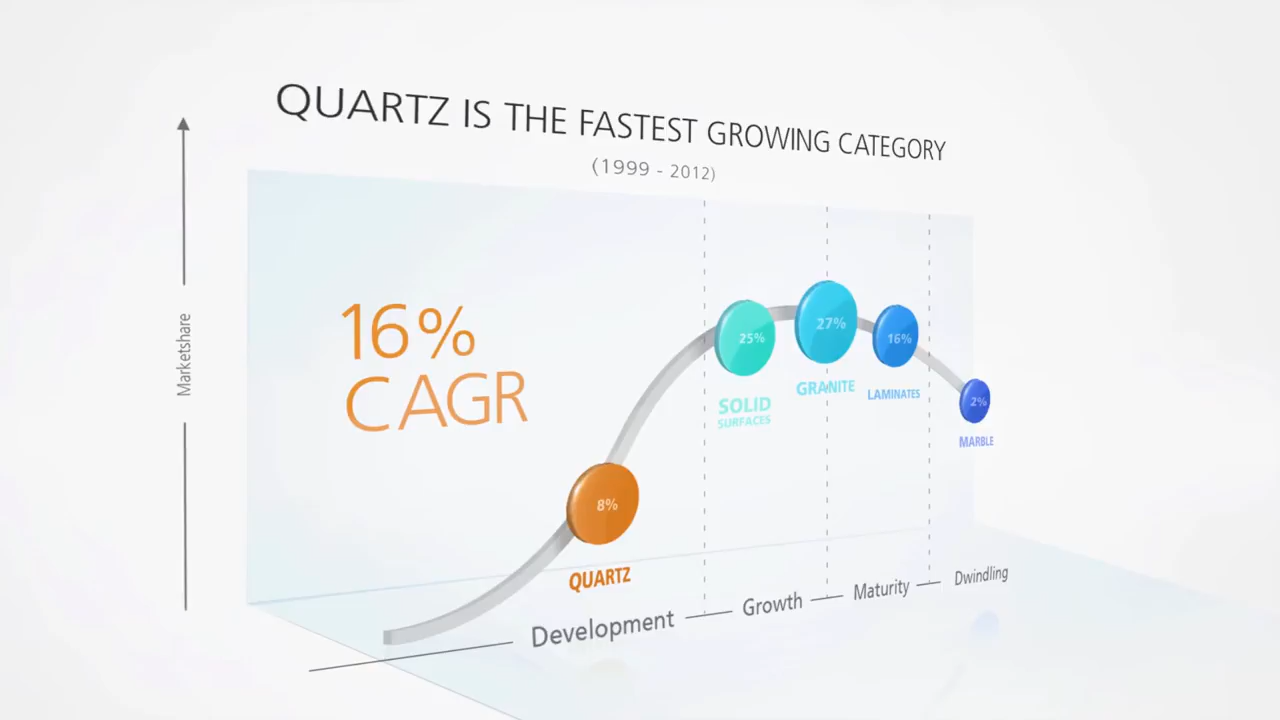 QUARTZ IS THE FASTEST GROWING CATEGORY
(1999 - 2012)
Marketshare
16%
CAGR
8%
QUARTZ
25%
SOLID
SURFACES
27%
GRANITE
16%
LAMINATES
2%
MARBLE
Development
Growth
Maturity
Dwindling